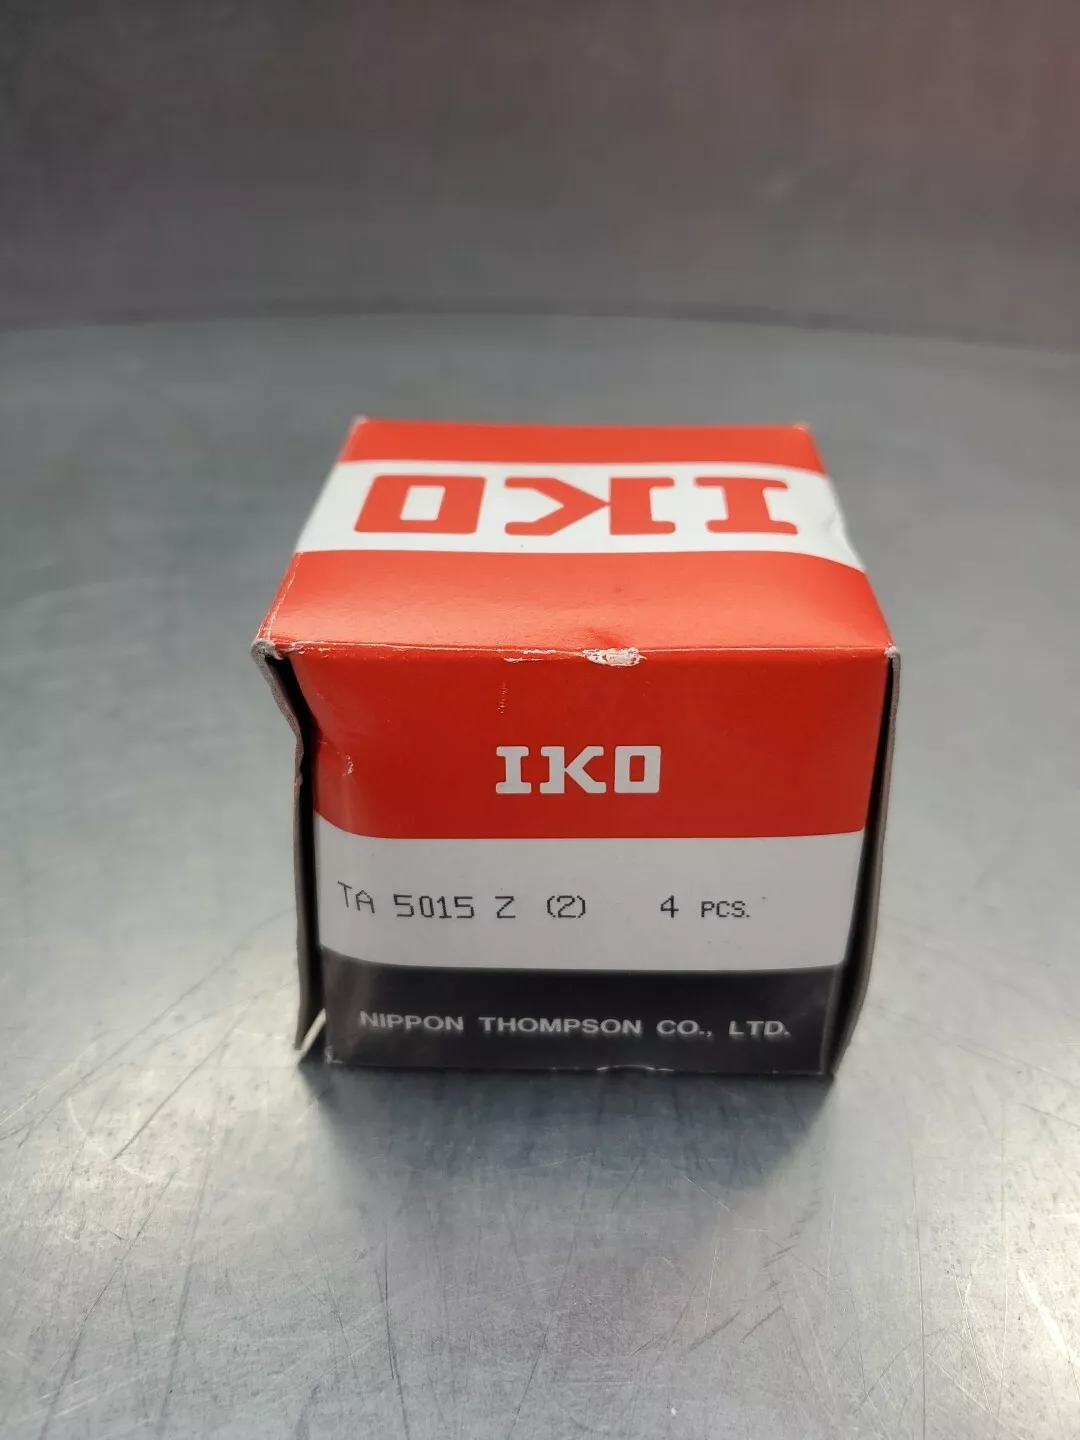 IKO
IKO
TA 5015 Z (2) 4 PCS.
NIPPON THOMPSON CO., LTD.